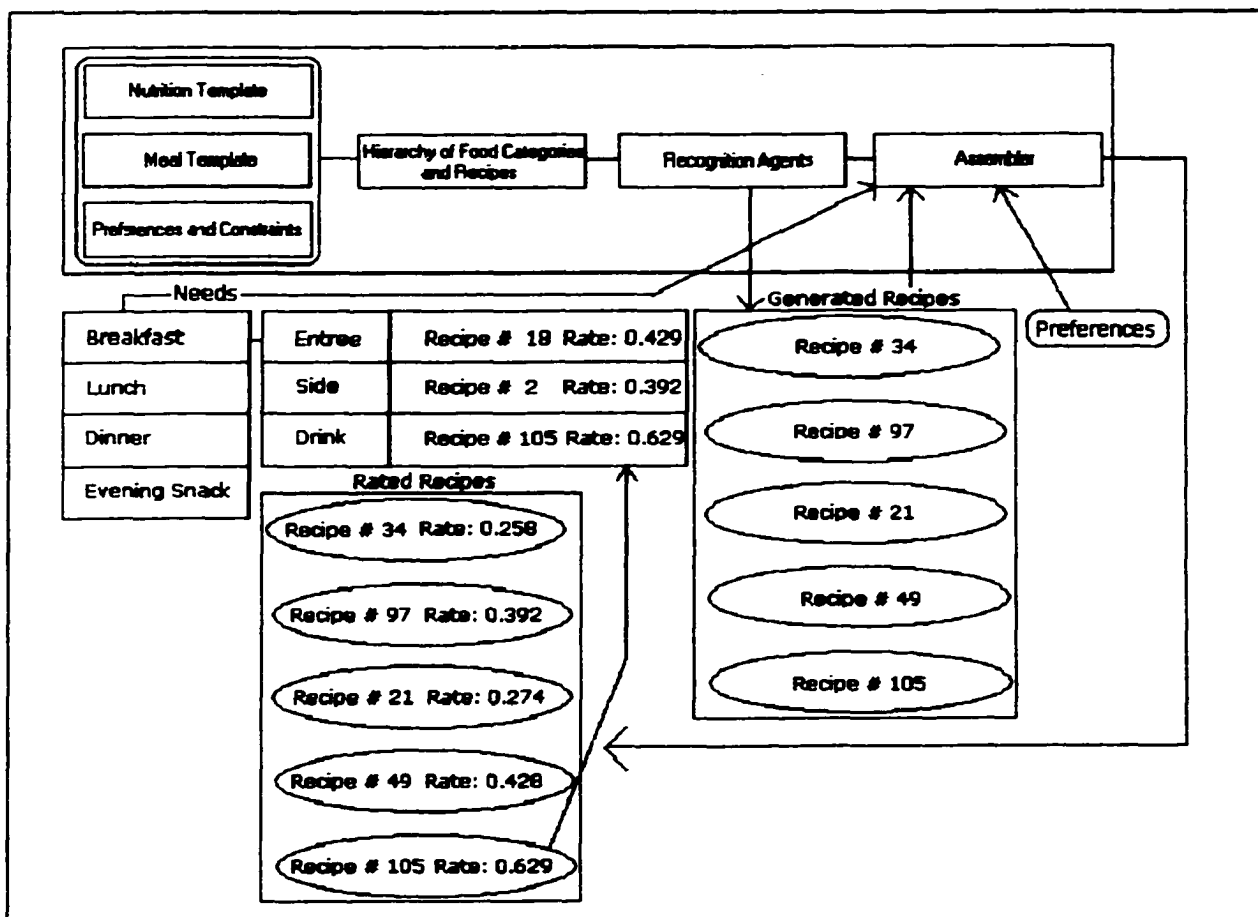 Nutrition Template
Meal Template
Preferences and Constraints
Hierarchy of Food Categories
and Recipes
Recognition Agents
Assembler
Needs
Breakfast
Lunch
Dinner
Evening Snack
Entree
Recipe # 18 Rate: 0.429
Side
Recipe # 2 Rate: 0.392
Drink
Recipe # 105 Rate: 0.629
Generated Recipes
Recipe # 34
Recipe # 97
Recipe # 21
Recipe # 49
Recipe # 105
Preferences
Rated Recipes
Recipe # 34 Rate: 0.258
Recipe # 97 Rate: 0.392
Recipe # 21 Rate: 0.274
Recipe # 49 Rate: 0.428
Recipe # 105 Rate: 0.629